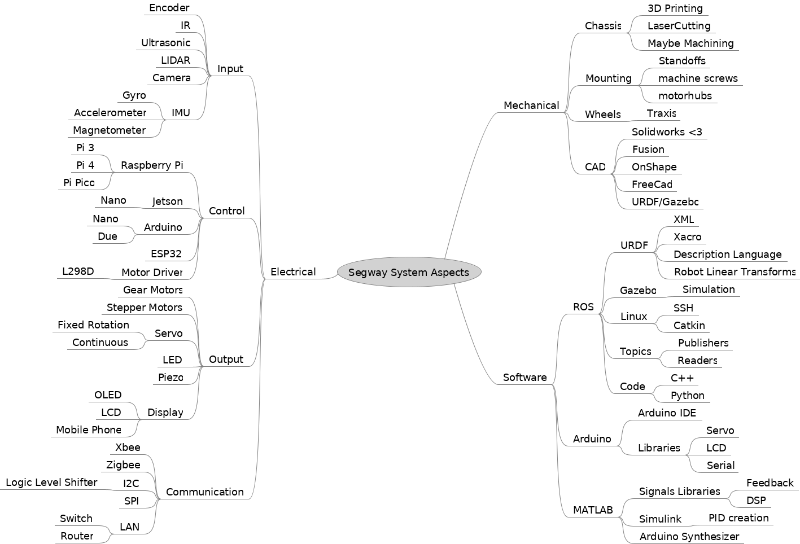 Segway System Aspects
Electrical
Input
Encoder
IR
Ultrasonic
LIDAR
Camera
IMU
Gyro
Accelerometer
Magnetometer
Control
Raspberry Pi
Pi 3
Pi 4
Pi Pico
Jetson
Nano
Arduino
Nano
Due
ESP32
Motor Driver
L298D
Output
Gear Motors
Stepper Motors
Servo
Fixed Rotation
Continuous
LED
Piezo
Display
OLED
LCD
Mobile Phone
Communication
Xbee
Zigbee
I2C
Logic Level Shifter
SPI
LAN
Switch
Router
Mechanical
Chassis
3D Printing
LaserCutting
Maybe Machining
Mounting
Standoffs
machine screws
motorhubs
Wheels
Traxis
CAD
Solidworks <3
Fusion
OnShape
FreeCad
URDF/Gazebo
Software
ROS
URDF
XML
Xacro
Description Language
Robot Linear Transforms
Gazebo
Simulation
Linux
SSH
Catkin
Topics
Publishers
Readers
Code
C++
Python
Arduino
Arduino IDE
Libraries
Servo
LCD
Serial
MATLAB
Signals Libraries
Feedback
DSP
Simulink
PID creation
Arduino Synthesizer